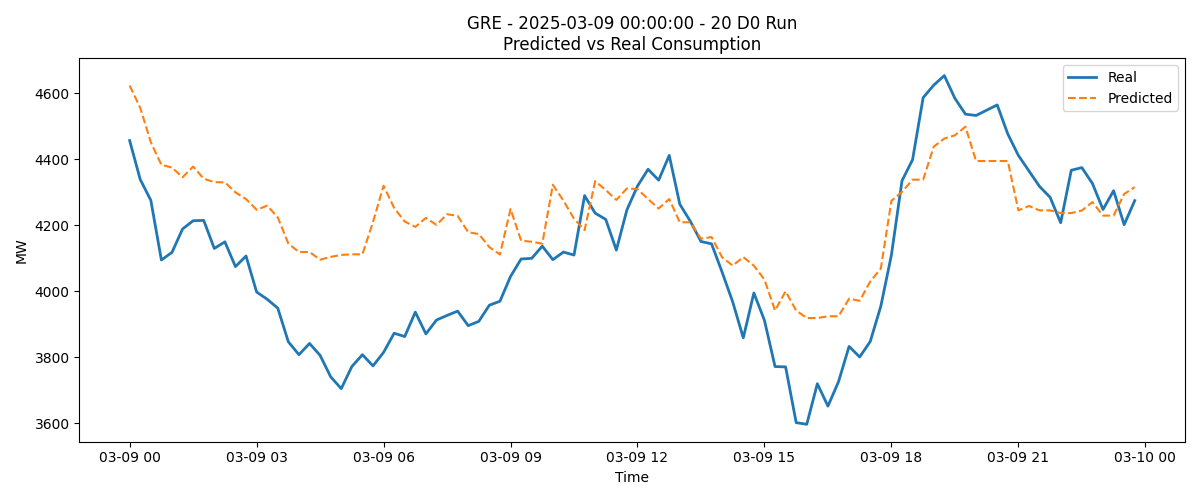 GRE - 2025-03-09 00:00:00 - 20 D0 Run
Predicted vs Real Consumption
Real
Predicted
MW
4600
4400
4200
4000
3800
3600
03-09 00
03-09 03
03-09 06
03-09 09
03-09 12
03-09 15
03-09 18
03-09 21
03-10 00
Time